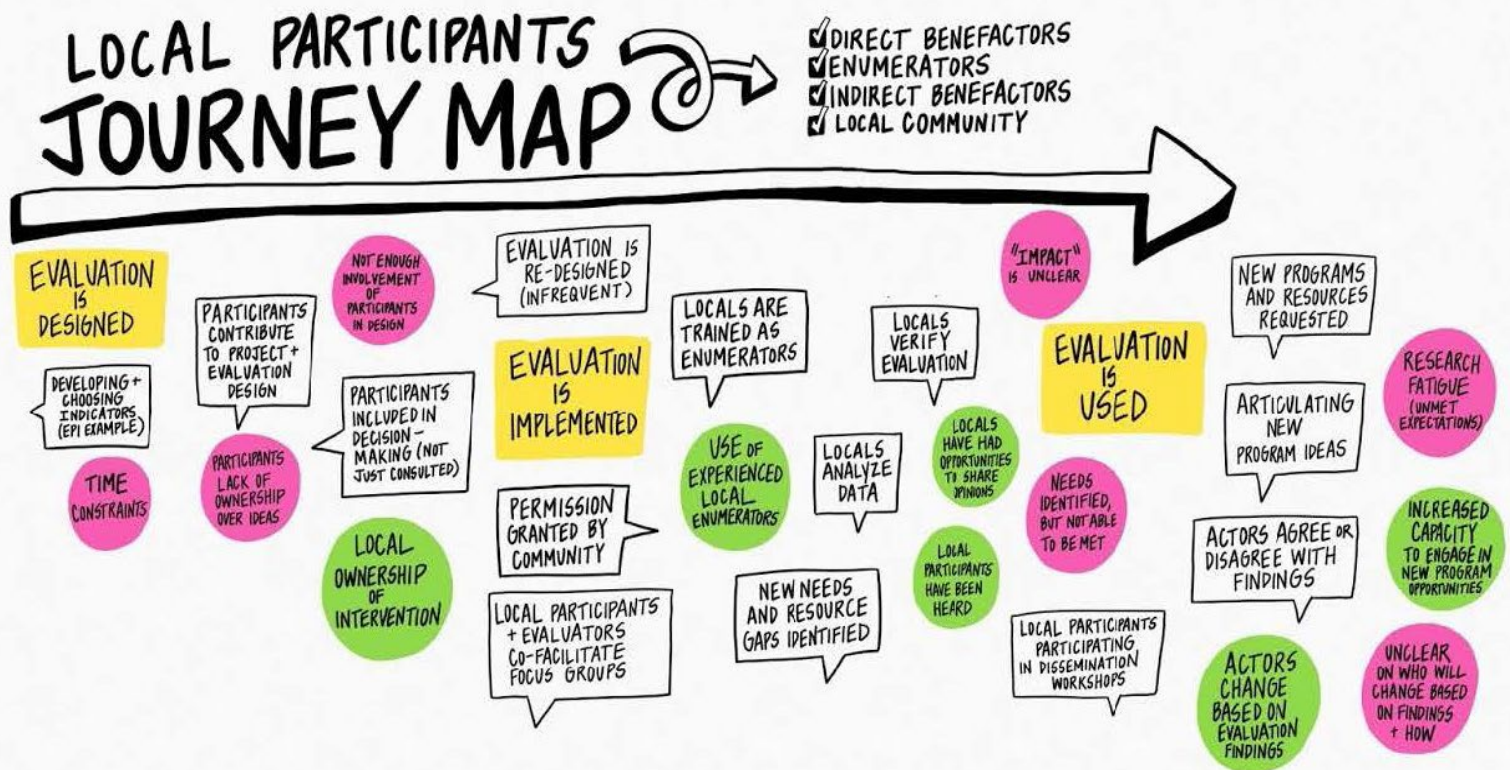 LOCAL PARTICIPANTS
JOURNEY MAP
DIRECT BENEFACTORS
ENUMERATORS
INDIRECT BENEFACTORS
LOCAL COMMUNITY
EVALUATION
IS
DESIGNED
DEVELOPING +
CHOOSING
INDICATORS
(EPI EXAMPLE)
TIME
CONSTRAINTS
PARTICIPANTS
CONTRIBUTE
TO PROJECT +
EVALUATION
DESIGN
PARTICIPANTS
LACK OF
OWNERSHIP
OVER IDEAS
NOT ENOUGH
INVOLVEMENT
OF
PARTICIPANTS
IN DESIGN
PARTICIPANTS
INCLUDED IN
DECISION-
MAKING (NOT
JUST CONSULTED)
LOCAL
OWNERSHIP
OF
INTERVENTION
EVALUATION IS
RE-DESIGNED
(INFREQUENT)
EVALUATION
IS
IMPLEMENTED
PERMISSION
GRANTED BY
COMMUNITY
LOCAL PARTICIPANTS
+ EVALUATORS
CO-FACILITATE
FOCUS GROUPS
LOCALS ARE
TRAINED AS
ENUMERATORS
USE OF
EXPERIENCED
LOCAL
ENUMERATORS
NEW NEEDS
AND RESOURCE
GAPS IDENTIFIED
LOCALS
ANALYZE
DATA
LOCALS
VERIFY
EVALUATION
LOCALS
HAVE HAD
OPPORTUNITIES
TO SHARE
OPINIONS
LOCAL
PARTICIPANTS
HAVE BEEN
HEARD
"IMPACT"
IS UNCLEAR
EVALUATION
IS
USED
NEEDS
IDENTIFIED,
BUT NOT ABLE
TO BE MET
LOCAL PARTICIPANTS
PARTICIPATING
IN DISSEMINATION
WORKSHOPS
NEW PROGRAMS
AND RESOURCES
REQUESTED
ARTICULATING
NEW
PROGRAM IDEAS
ACTORS AGREE OR
DISAGREE WITH
FINDINGS
ACTORS
CHANGE
BASED ON
EVALUATION
FINDINGS
RESEARCH
FATIGUE
(UNMET
EXPECTATIONS)
INCREASED
CAPACITY
TO ENGAGE IN
NEW PROGRAM
OPPORTUNITIES
UNCLEAR
ON WHO WILL
CHANGE BASED
ON FINDINGS
+ HOW